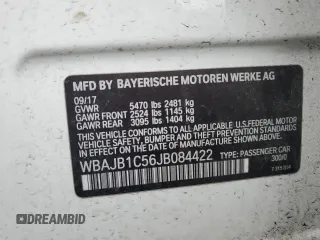 MFD BY BAYERISCHE MOTOREN WERKE AG
09/17
GVWR 5470 lbs 2481 kg
GAWR FRONT 2524 lbs 1145 kg
GAWR REAR 3095 lbs 1404 kg
THIS VEHICLE CONFORMS TO ALL APPLICABLE
U.S. FEDERAL MOTOR VEHICLE SAFETY, BUMPER,
AND THEFT PREVENTION STANDARDS IN EFFECT ON THE
DATE OF MANUFACTURE SHOWN ABOVE.
WBAJB1C56JB084422 TYPE: PASSENGER CAR
300/0
DREAMBID